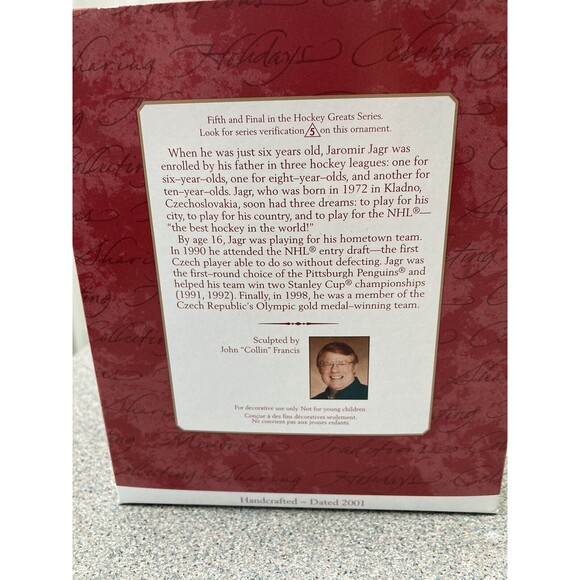 Sharing Holidays Celebrating
Fifth and Final in the Hockey Greats Series.
Look for series verification 5 on this ornament.
When he was just six years old, Jaromir Jagr was
enrolled by his father in three hockey leagues: one for
six–year–olds, one for eight–year–olds, and another for
ten–year–olds. Jagr, who was born in 1972 in Kladno,
Czechoslovakia, soon had three dreams: to play for his
city, to play for his country, and to play for the NHL®—
“the best hockey in the world!”
By age 16, Jagr was playing for his hometown team.
In 1990 he attended the NHL® entry draft—the first
Czech player able to do so without defecting. Jagr was
the first–round choice of the Pittsburgh Penguins® and
helped his team win two Stanley Cup® championships
(1991, 1992). Finally, in 1998, he was a member of the
Czech Republic's Olympic gold medal–winning team.
Sculpted by
John “Collin” Francis
For decorative use only. Not for young children.
Conçue à des fins décoratives seulement.
Ne convient pas aux jeunes enfants.
Handcrafted – Dated 2001